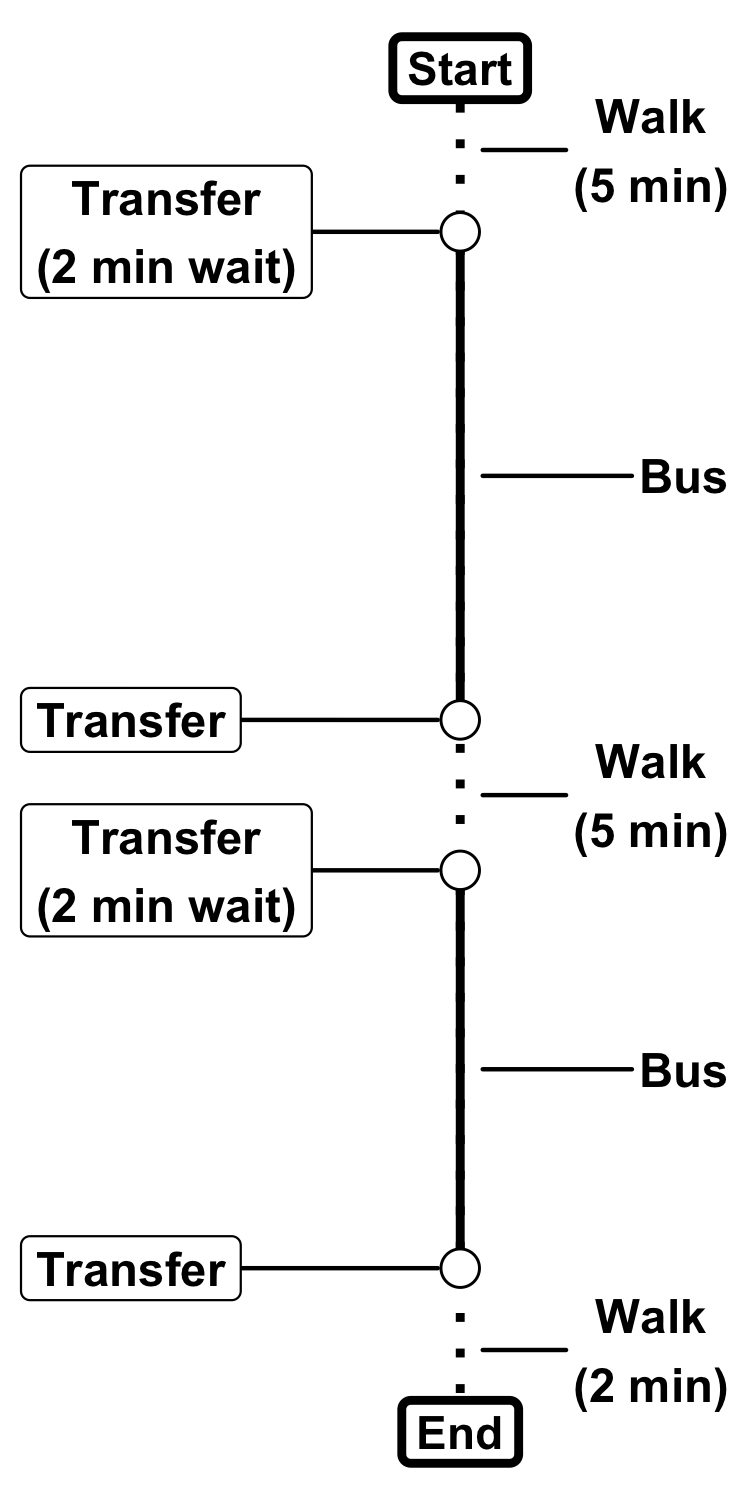 Start
Walk
(5 min)
Transfer
(2 min wait)
Bus
Transfer
Walk
(5 min)
Transfer
(2 min wait)
Bus
Transfer
Walk
(2 min)
End